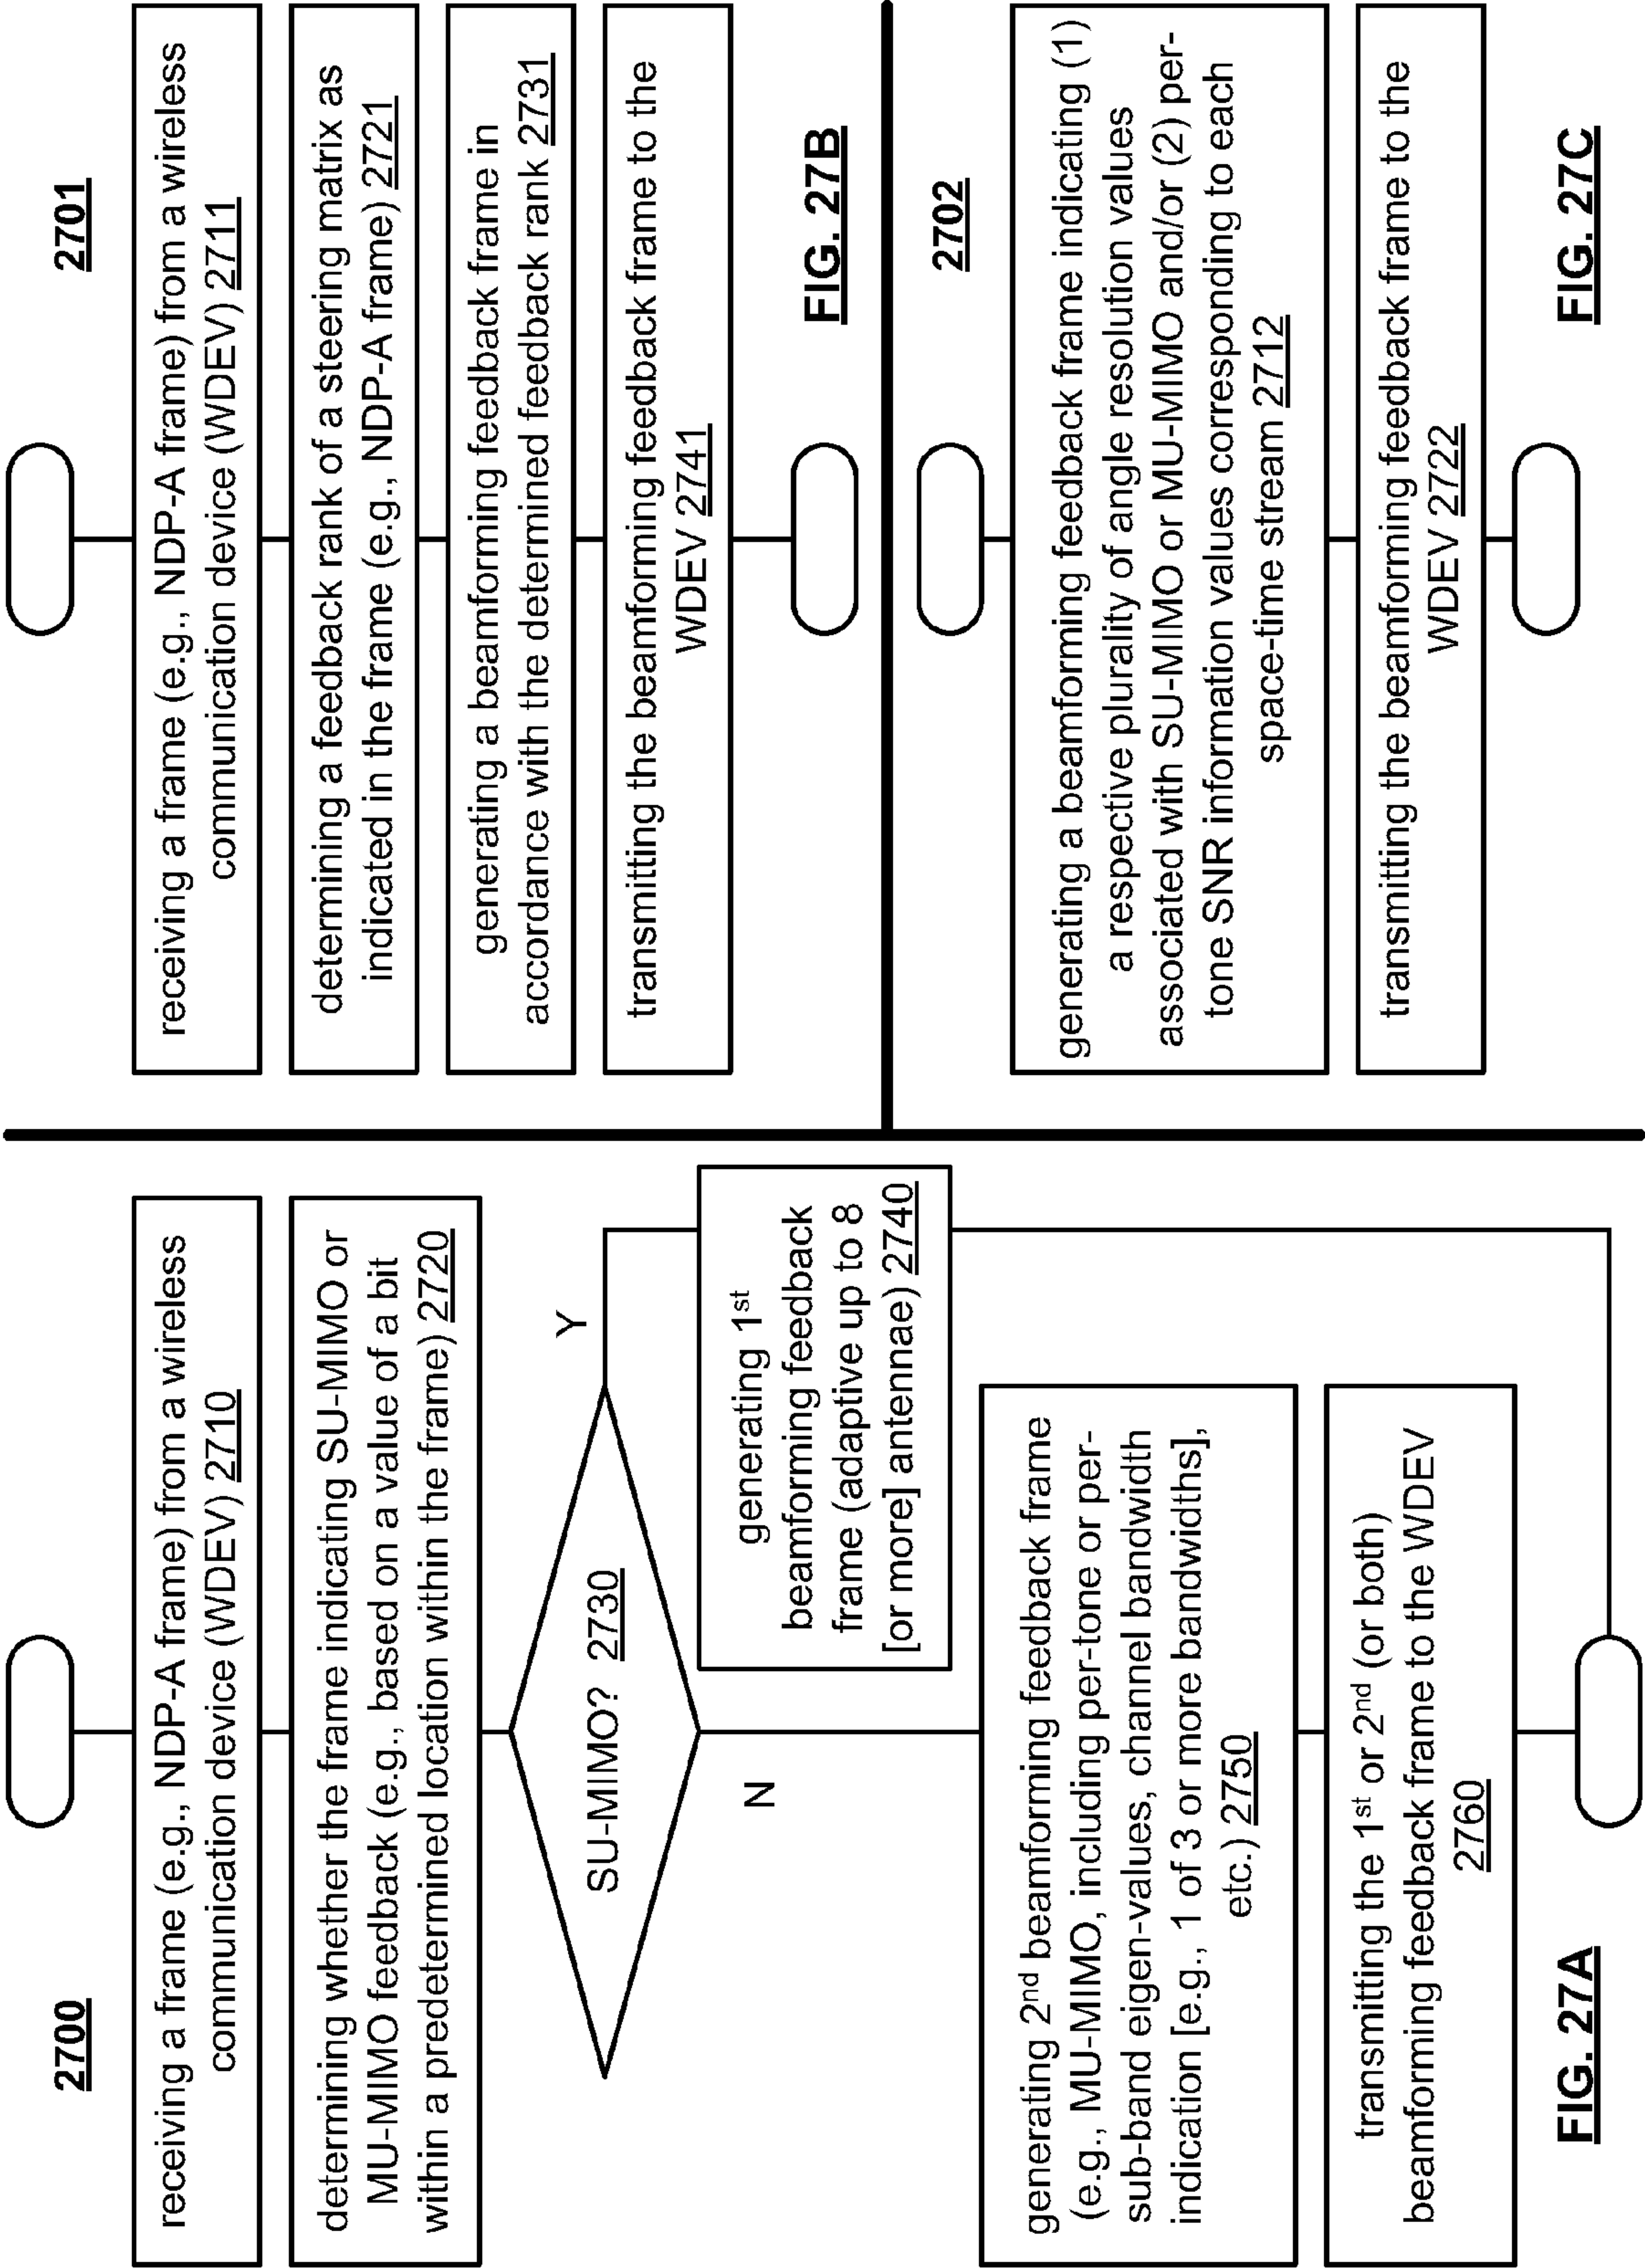 2700
receiving a frame (e.g., NDP-A frame) from a wireless
communication device (WDEV) 2710
determining whether the frame indicating SU-MIMO or
MU-MIMO feedback (e.g., based on a value of a bit
within a predetermined location within the frame) 2720
SU-MIMO? 2730
Y
N
generating 1st
beamforming feedback
frame (adaptive up to 8
[or more] antennae) 2740
generating 2nd beamforming feedback frame
(e.g., MU-MIMO, including per-tone or per-
sub-band eigen-values, channel bandwidth
indication [e.g., 1 of 3 or more bandwidths],
etc.) 2750
transmitting the 1st or 2nd (or both)
beamforming feedback frame to the WDEV
2760
FIG. 27A
2701
receiving a frame (e.g., NDP-A frame) from a wireless
communication device (WDEV) 2711
determining a feedback rank of a steering matrix as
indicated in the frame (e.g., NDP-A frame) 2721
generating a beamforming feedback frame in
accordance with the determined feedback rank 2731
transmitting the beamforming feedback frame to the
WDEV 2741
FIG. 27B
2702
generating a beamforming feedback frame indicating (1)
a respective plurality of angle resolution values
associated with SU-MIMO or MU-MIMO and/or (2) per-
tone SNR information values corresponding to each
space-time stream 2712
transmitting the beamforming feedback frame to the
WDEV 2722
FIG. 27C